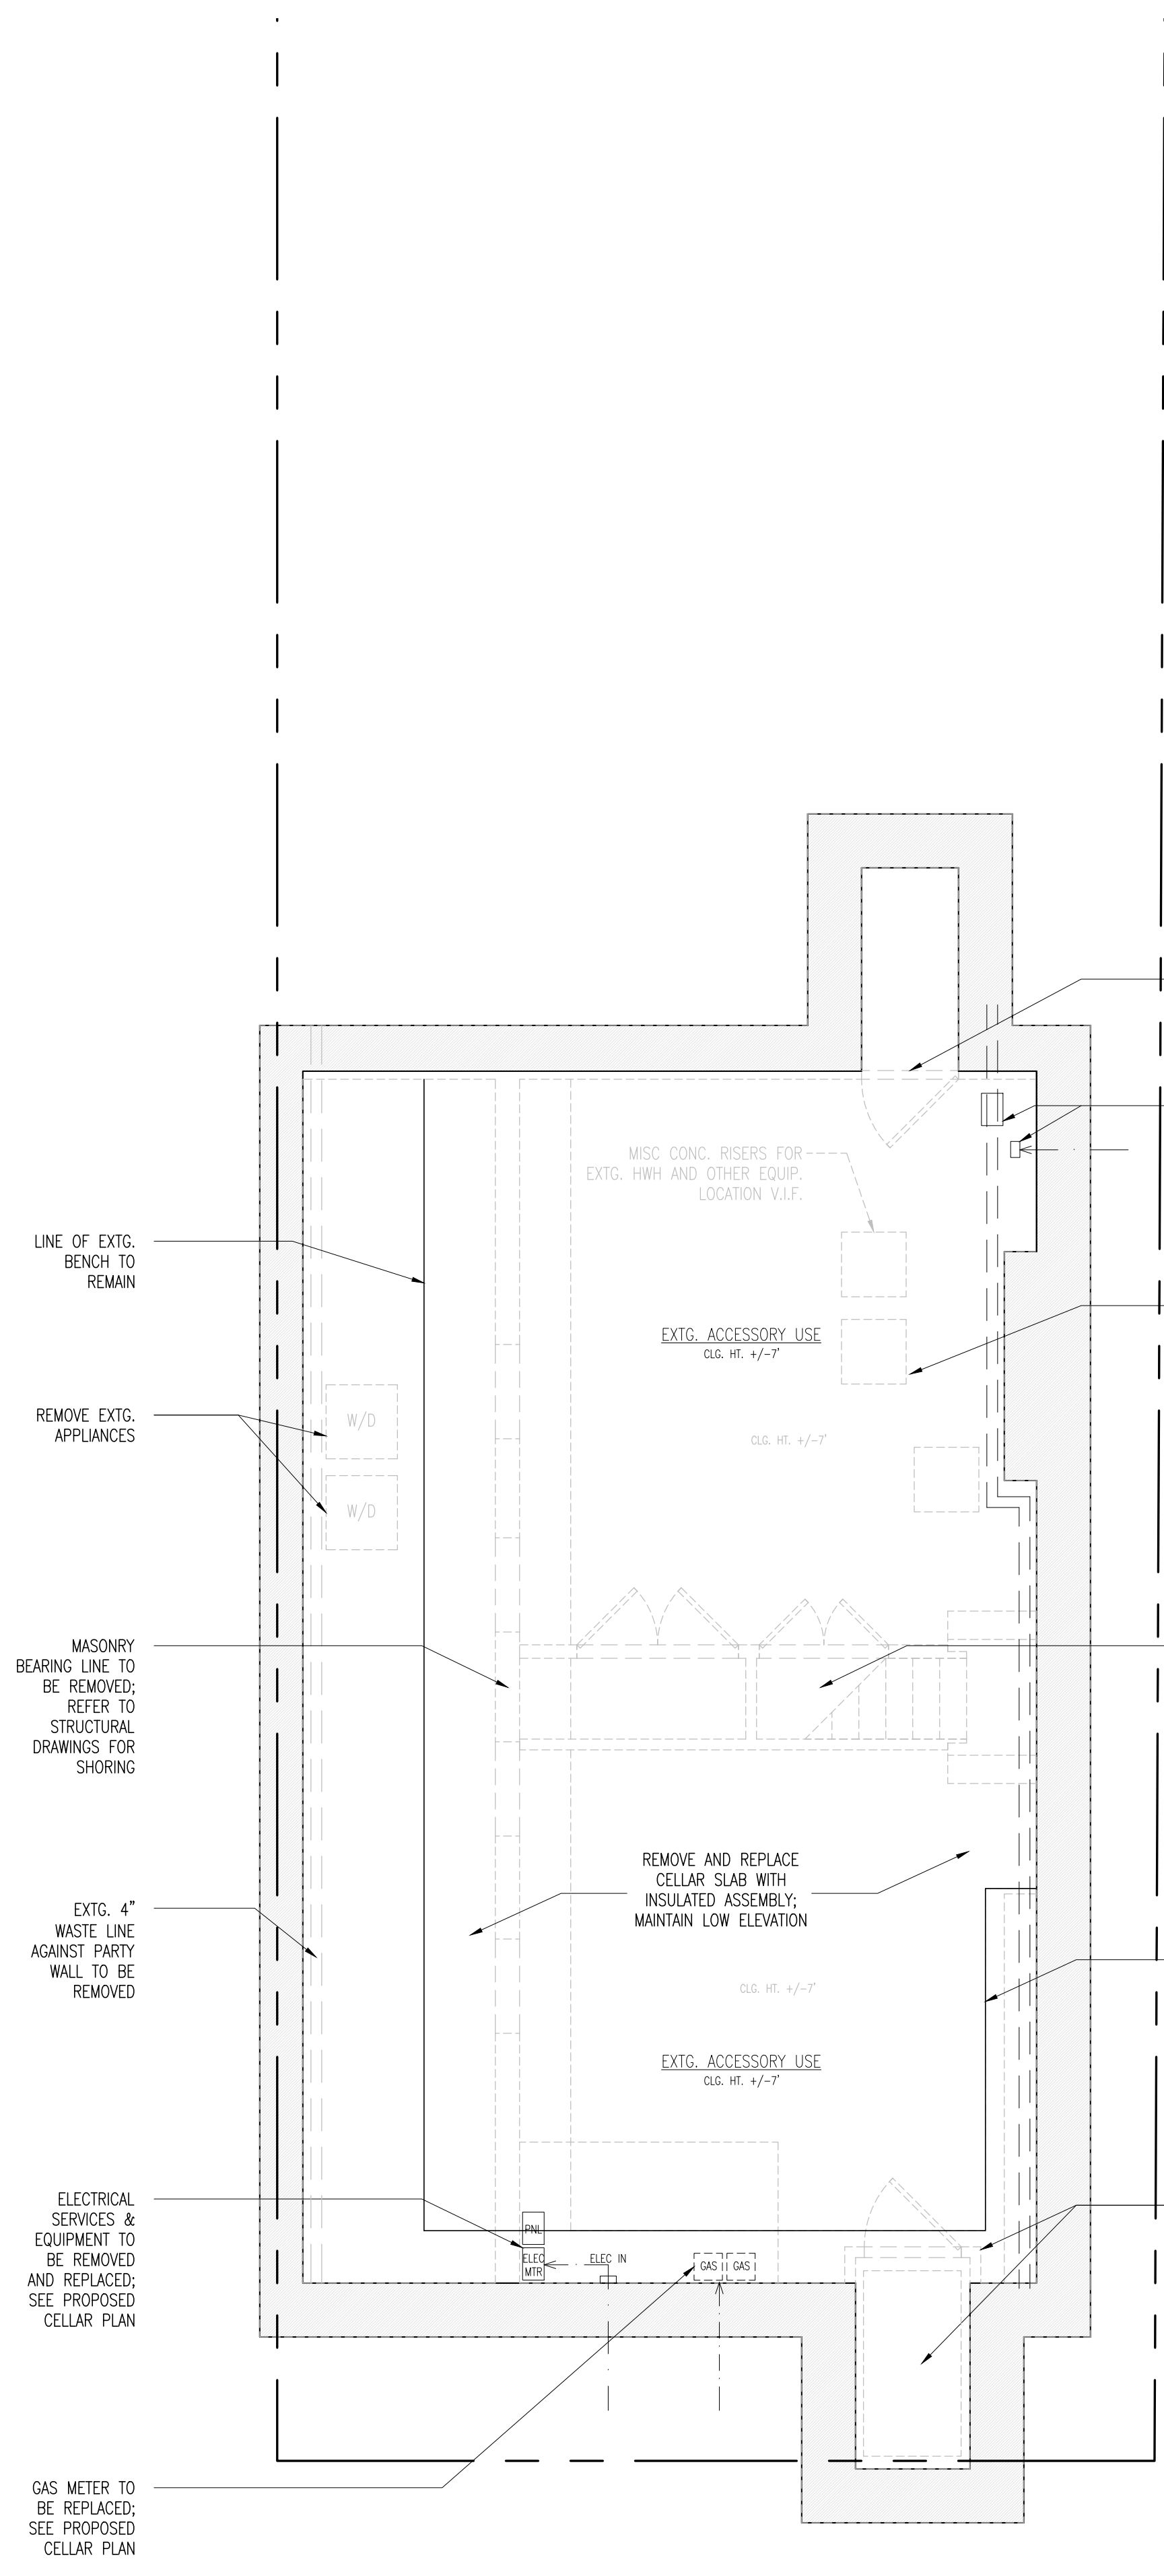 MISC CONC. RISERS FOR
EXTG. HWH AND OTHER EQUIP.
LOCATION V.I.F.
LINE OF EXTG.
BENCH TO
REMAIN
EXTG. ACCESSORY USE
CLG. HT. +/-7'
REMOVE EXTG.
APPLIANCES
W/D
W/D
CLG. HT. +/-7'
MASONRY
BEARING LINE TO
BE REMOVED;
REFER TO
STRUCTURAL
DRAWINGS FOR
SHORING
REMOVE AND REPLACE
CELLAR SLAB WITH
INSULATED ASSEMBLY;
MAINTAIN LOW ELEVATION
EXTG. 4"
WASTE LINE
AGAINST PARTY
WALL TO BE
REMOVED
CLG. HT. +/-7'
EXTG. ACCESSORY USE
CLG. HT. +/-7'
ELECTRICAL
SERVICES &
EQUIPMENT TO
BE REMOVED
AND REPLACED;
SEE PROPOSED
CELLAR PLAN
PNL
ELEC
MTR
ELEC IN
GAS
GAS
GAS METER TO
BE REPLACED;
SEE PROPOSED
CELLAR PLAN